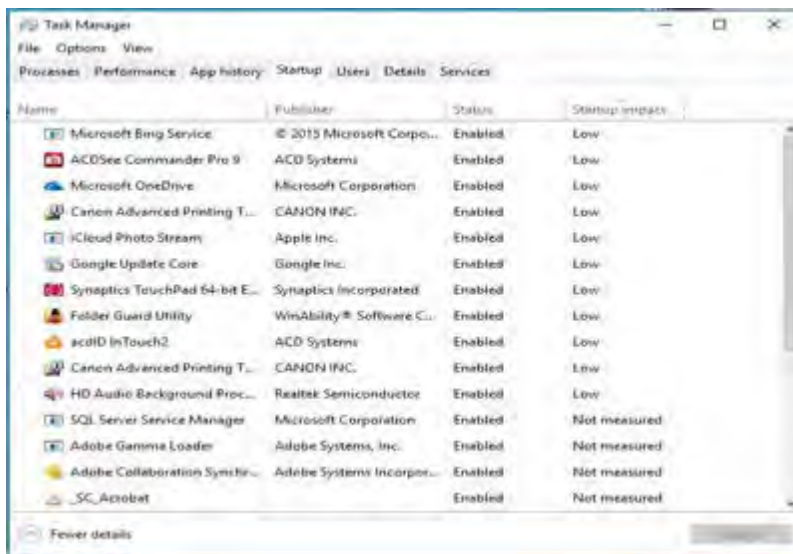 Task Manager
File Options View
Processes Performance App history Startup Users Details Services
Name Publisher Status Startup impact
Microsoft Bing Service © 2015 Microsoft Corpo... Enabled Low
ACDSee Commander Pro 9 ACD Systems Enabled Low
Microsoft OneDrive Microsoft Corporation Enabled Low
Canon Advanced Printing T... CANON INC. Enabled Low
iCloud Photo Stream Apple Inc. Enabled Low
Google Update Core Google Inc. Enabled Low
Synaptics TouchPad 64-bit E... Synaptics Incorporated Enabled Low
Folder Guard Utility WinAbility® Software C... Enabled Low
acdID InTouch2 ACD Systems Enabled Low
Canon Advanced Printing T... CANON INC. Enabled Low
HD Audio Background Proc... Realtek Semiconductor Enabled Low
SQL Server Service Manager Microsoft Corporation Enabled Not measured
Adobe Gamma Loader Adobe Systems, Inc. Enabled Not measured
Adobe Collaboration Synchr... Adobe Systems Incorpor... Enabled Not measured
_SC_Acrobat Enabled Not measured
Fewer details